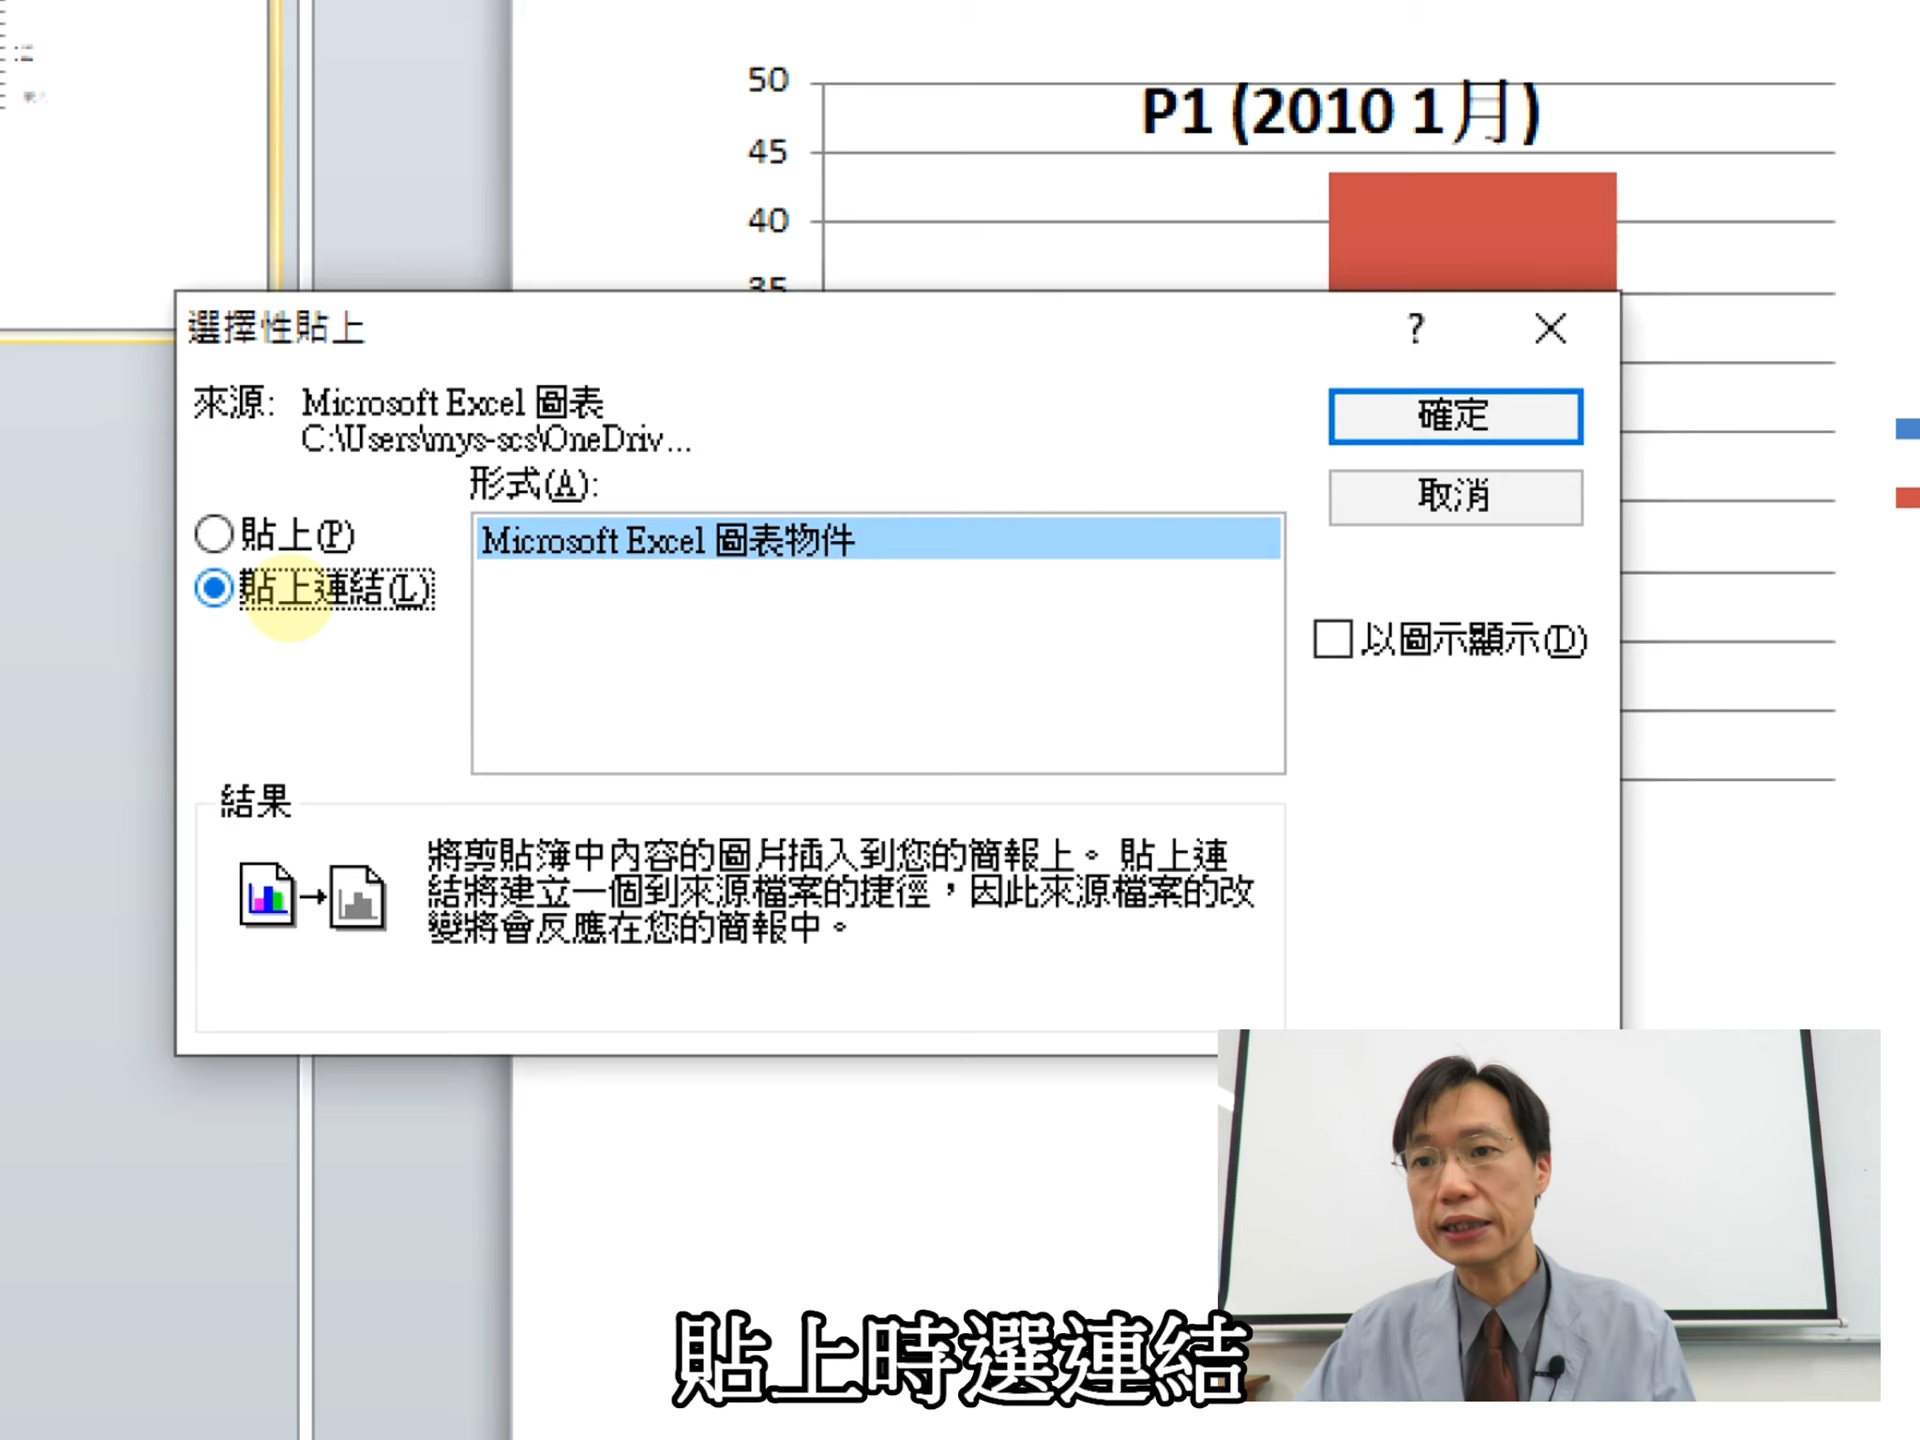 50
P1 (2010 1月)
45
40
35
選擇性貼上
?
來源:
Microsoft Excel 圖表
C:\Users\mys-scs\OneDriv...
確定
形式(A):
取消
貼上(P)
Microsoft Excel 圖表物件
貼上連結(L)
以圖示顯示(D)
結果
將剪貼簿中內容的圖片插入到您的簡報上。 貼上連
結將建立一個到來源檔案的捷徑，因此來源檔案的改
變將會反應在您的簡報中。
貼上時選連結